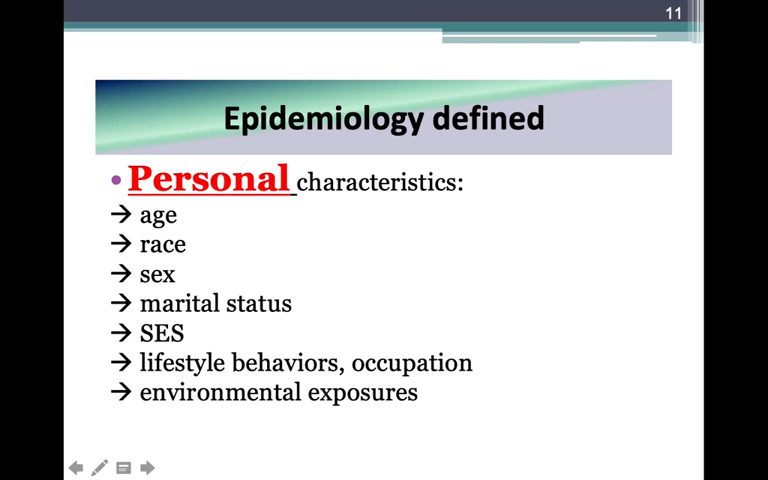 11
Epidemiology defined
• Personal characteristics:
→ age
→ race
→ sex
→ marital status
→ SES
→ lifestyle behaviors, occupation
→ environmental exposures